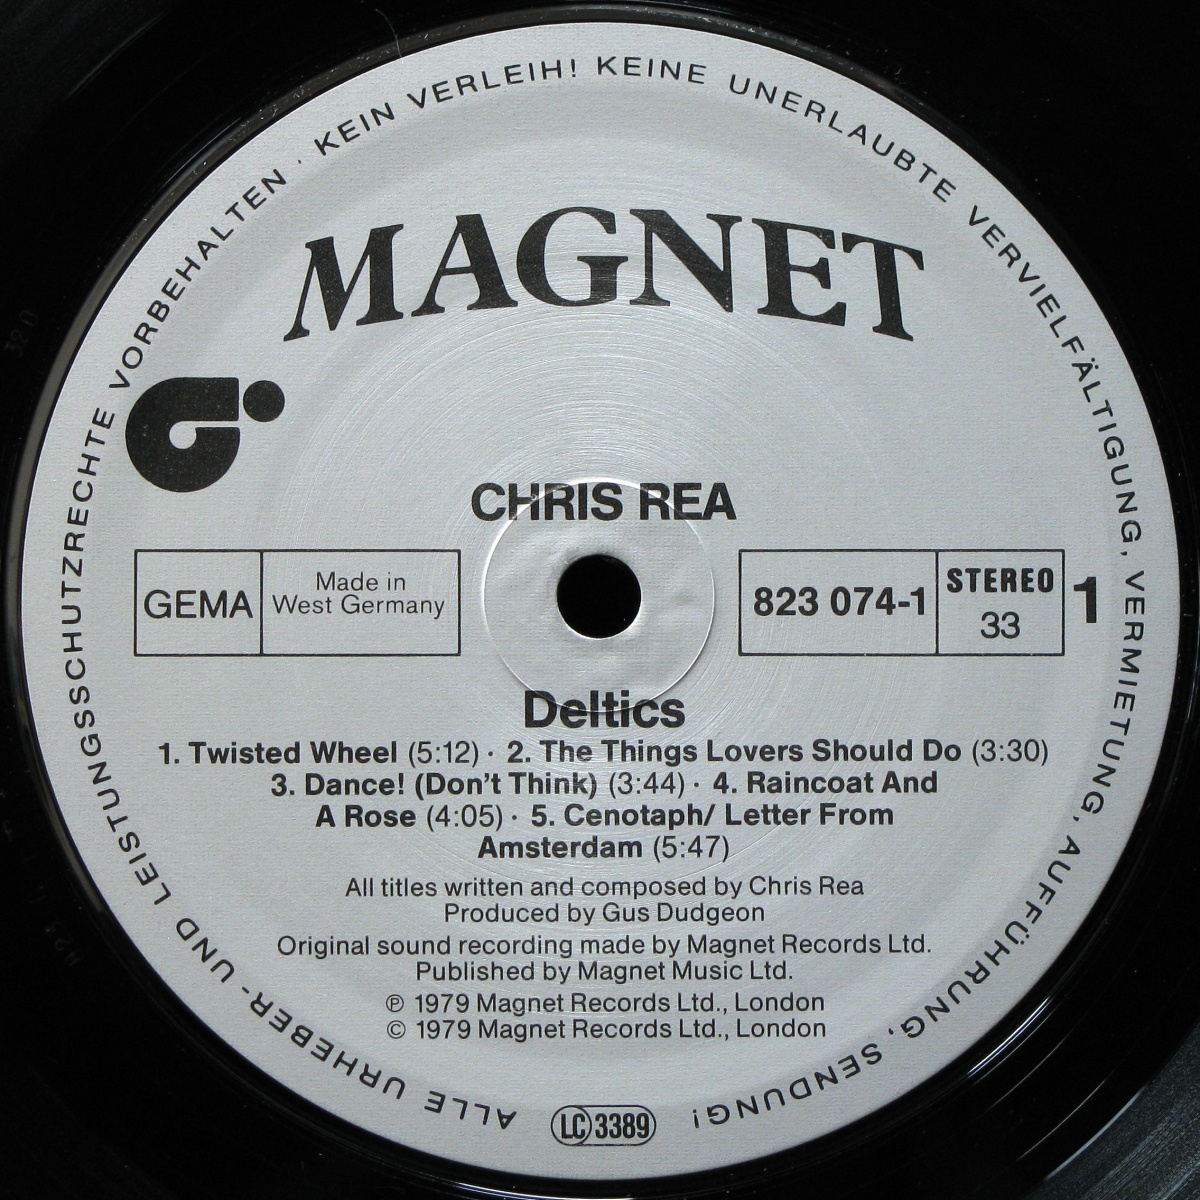 ALLE URHEBER- UND LEISTUNGSSCHUTZRECHTE VORBEHALTEN · KEIN VERLEIH! KEINE UNERLAUBTE VERVIELFÄLTIGUNG, VERMIETUNG, AUFFÜHRUNG, SENDUNG!
MAGNET
CHRIS REA
GEMA
Made in
West Germany
823 074-1
STEREO
33
1
Deltics
1. Twisted Wheel (5:12) · 2. The Things Lovers Should Do (3:30)
3. Dance! (Don't Think) (3:44) · 4. Raincoat And
A Rose (4:05) · 5. Cenotaph/ Letter From
Amsterdam (5:47)
All titles written and composed by Chris Rea
Produced by Gus Dudgeon
Original sound recording made by Magnet Records Ltd.
Published by Magnet Music Ltd.
℗ 1979 Magnet Records Ltd., London
© 1979 Magnet Records Ltd., London
LC 3389